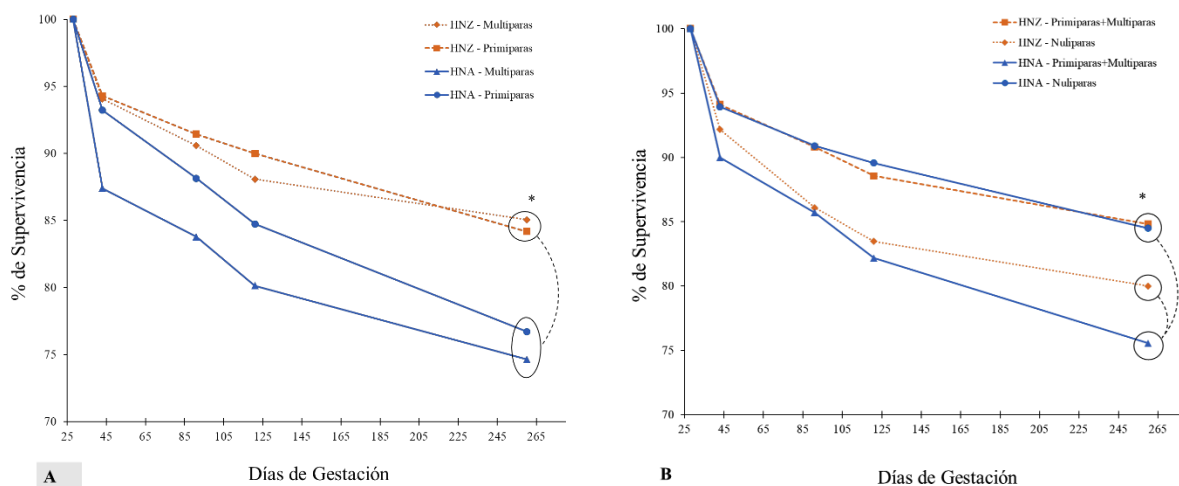 HNZ - Multiparas
HNZ - Primiparas
HNA - Multiparas
HNA - Primiparas
% de Supervivencia
100
95
90
85
80
75
70
*
25 45 65 85 105 125 145 165 185 205 225 245 265
A
Días de Gestación
HNZ - Primiparas+Multiparas
HNZ - Nuliparas
HNA - Primiparas+Multiparas
HNA - Nuliparas
% de Supervivencia
100
95
90
85
80
75
70
*
25 45 65 85 105 125 145 165 185 205 225 245 265
B
Días de Gestación